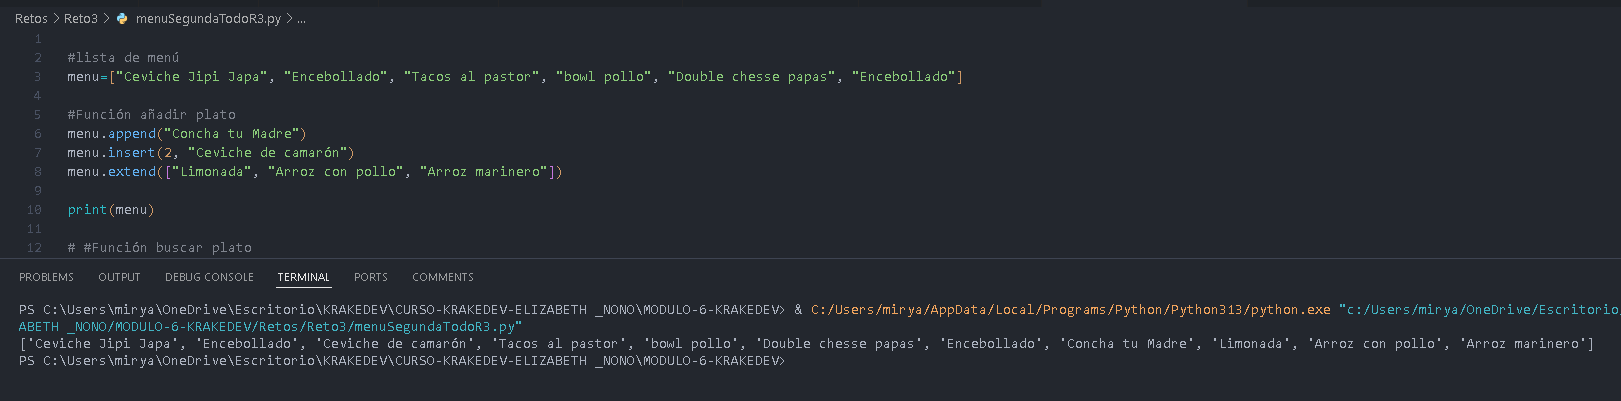 Retos > Reto3 > menuSegundaTodoR3.py > ...
1
2 #lista de menú
3 menu=["Ceviche Jipi Japa", "Encebollado", "Tacos al pastor", "bowl pollo", "Double chesse papas", "Encebollado"]
4
5 #Función añadir plato
6 menu.append("Concha tu Madre")
7 menu.insert(2, "Ceviche de camarón")
8 menu.extend(["Limonada", "Arroz con pollo", "Arroz marinero"])
9
10 print(menu)
11
12 # #Función buscar plato
PROBLEMS OUTPUT DEBUG CONSOLE TERMINAL PORTS COMMENTS
PS C:\Users\mirya\OneDrive\Escritorio\KRAKEDEV\CURSO-KRAKEDEV-ELIZABETH _NONO\MODULO-6-KRAKEDEV> & C:/Users/mirya/AppData/Local/Programs/Python/Python313/python.exe "c:/Users/mirya/OneDrive/Escritorio/
ABETH _NONO/MODULO-6-KRAKEDEV/Retos/Reto3/menuSegundaTodoR3.py"
['Ceviche Jipi Japa', 'Encebollado', 'Ceviche de camarón', 'Tacos al pastor', 'bowl pollo', 'Double chesse papas', 'Encebollado', 'Concha tu Madre', 'Limonada', 'Arroz con pollo', 'Arroz marinero']
PS C:\Users\mirya\OneDrive\Escritorio\KRAKEDEV\CURSO-KRAKEDEV-ELIZABETH _NONO\MODULO-6-KRAKEDEV>